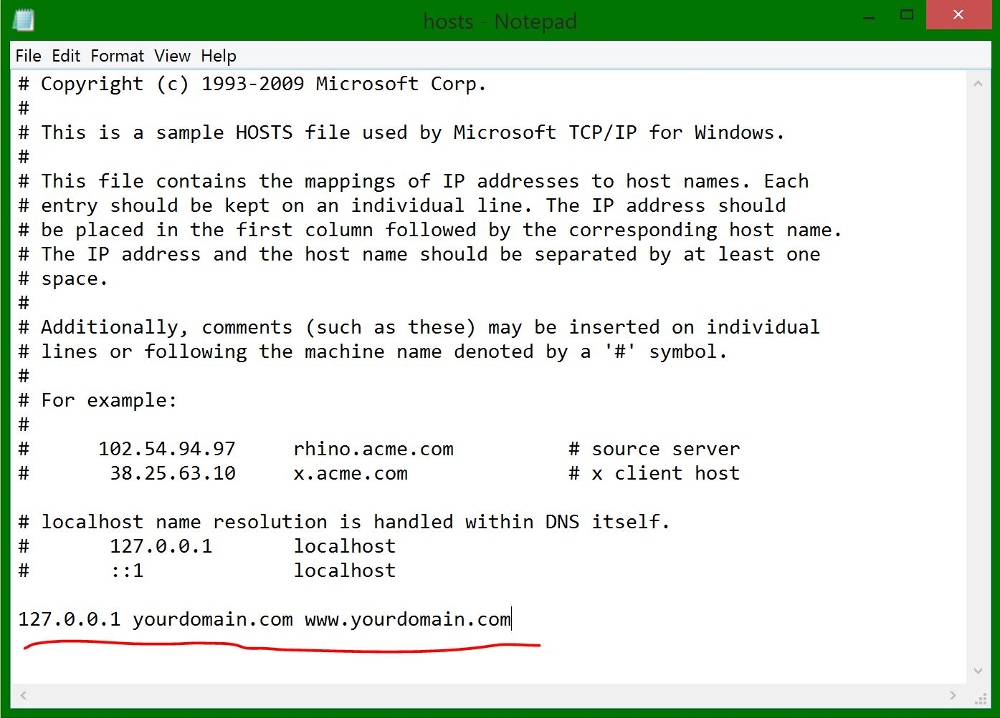 hosts - Notepad
File Edit Format View Help
# Copyright (c) 1993-2009 Microsoft Corp.
#
# This is a sample HOSTS file used by Microsoft TCP/IP for Windows.
#
# This file contains the mappings of IP addresses to host names. Each
# entry should be kept on an individual line. The IP address should
# be placed in the first column followed by the corresponding host name.
# The IP address and the host name should be separated by at least one
# space.
#
# Additionally, comments (such as these) may be inserted on individual
# lines or following the machine name denoted by a '#' symbol.
#
# For example:
#
#      102.54.94.97     rhino.acme.com          # source server
#       38.25.63.10     x.acme.com              # x client host

# localhost name resolution is handled within DNS itself.
#       127.0.0.1       localhost
#       ::1             localhost

127.0.0.1 yourdomain.com www.yourdomain.com